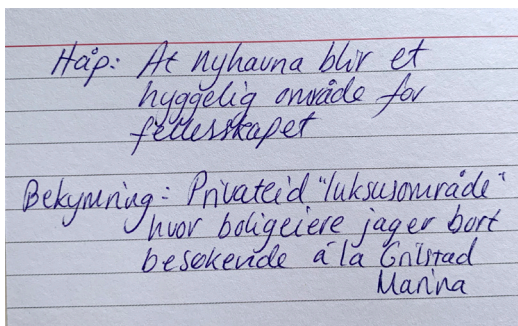 Håp: At nyhavna blir et
hyggelig område for
fellesskapet
Bekymring: Privateid "luksusområde"
hvor boligeiere jager bort
besøkende á la Grilstad
Marina